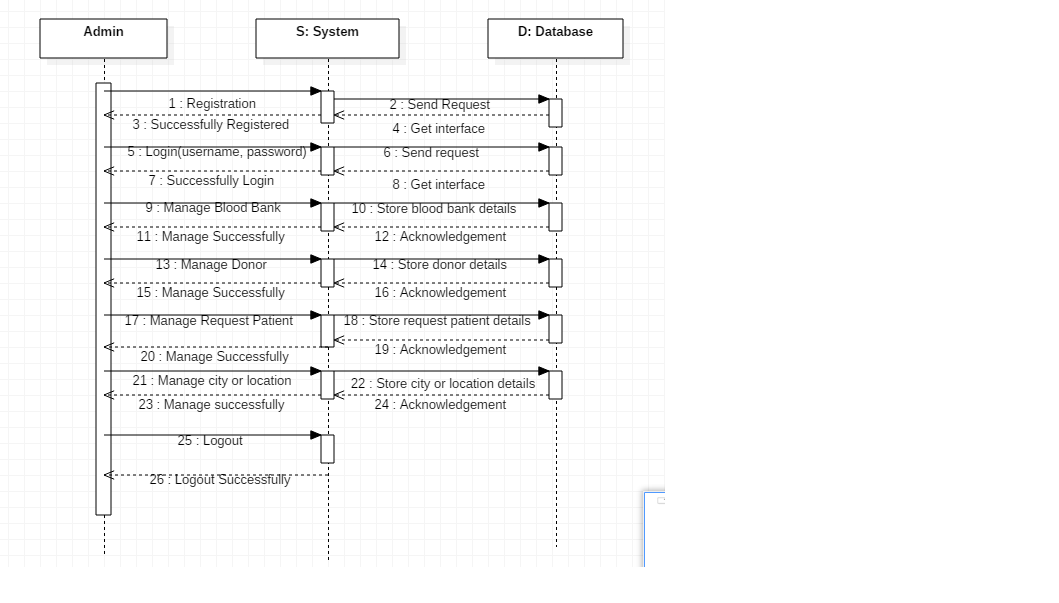 Admin
S: System
D: Database
1 : Registration
2 : Send Request
3 : Successfully Registered
4 : Get interface
5 : Login(username, password)
6 : Send request
7 : Successfully Login
8 : Get interface
9 : Manage Blood Bank
10 : Store blood bank details
11 : Manage Successfully
12 : Acknowledgement
13 : Manage Donor
14 : Store donor details
15 : Manage Successfully
16 : Acknowledgement
17 : Manage Request Patient
18 : Store request patient details
19 : Acknowledgement
20 : Manage Successfully
21 : Manage city or location
22 : Store city or location details
23 : Manage successfully
24 : Acknowledgement
25 : Logout
26 : Logout Successfully